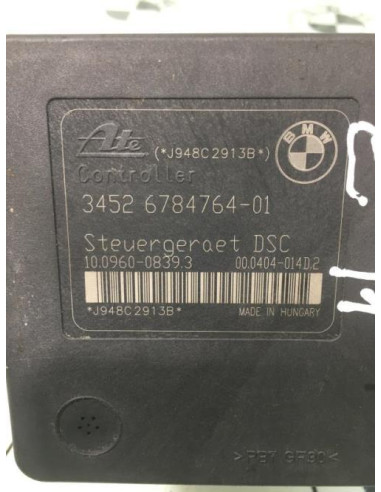 Ate (*J948C2913B*) BMW
Controller
3452 6784764-01
Steuergeraet DSC
10.0960-0839.3 00.0404-014D.2
*J948C2913B* MADE IN HUNGARY